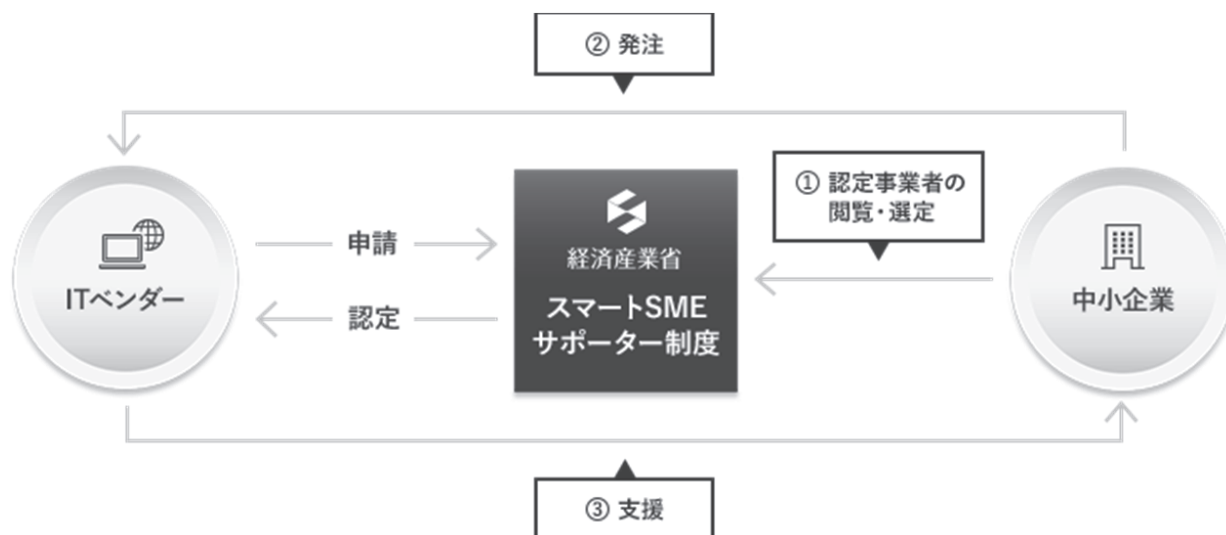 ② 発注
① 認定事業者の
閲覧・選定
ITベンダー
申請
認定
経済産業省
スマートSME
サポーター制度
中小企業
③ 支援